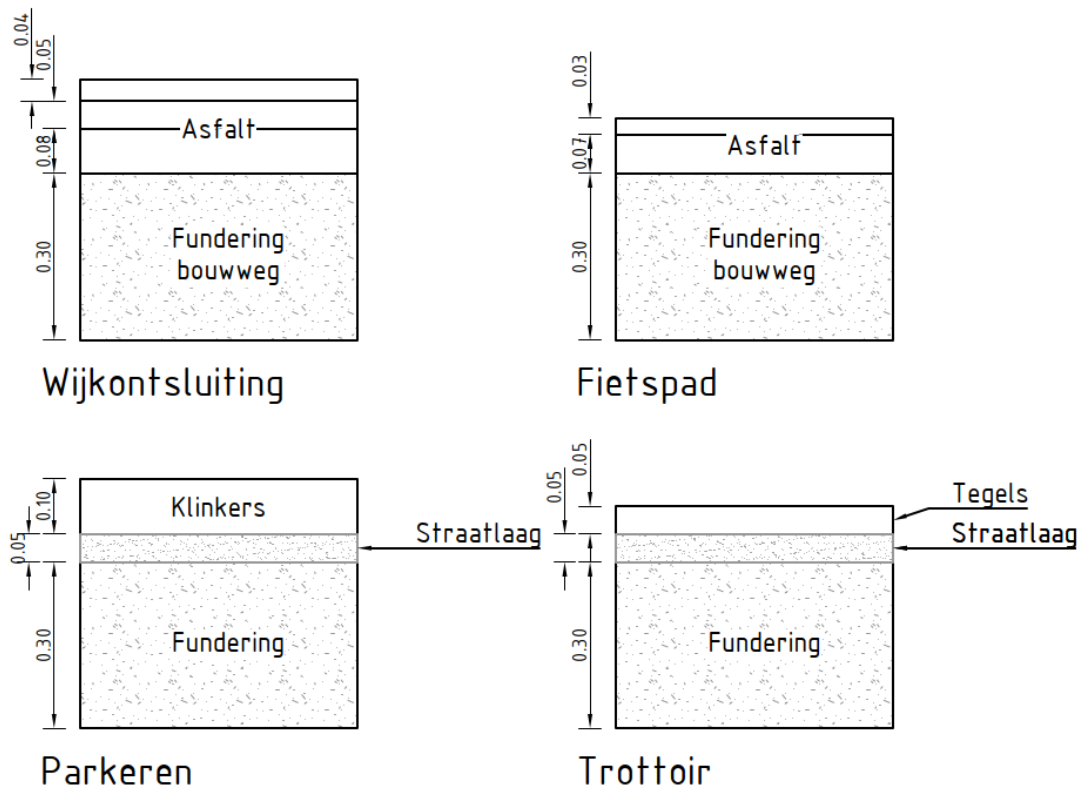 0.04
0.05
Asfalt
0.08
0.30
Fundering
bouwweg
Wijkontsluiting
0.03
Asfalt
0.07
0.30
Fundering
bouwweg
Fietspad
0.10
Klinkers
0.05
Straatlaag
0.30
Fundering
Parkeren
0.05
0.05
Tegels
Straatlaag
0.30
Fundering
Trottoir